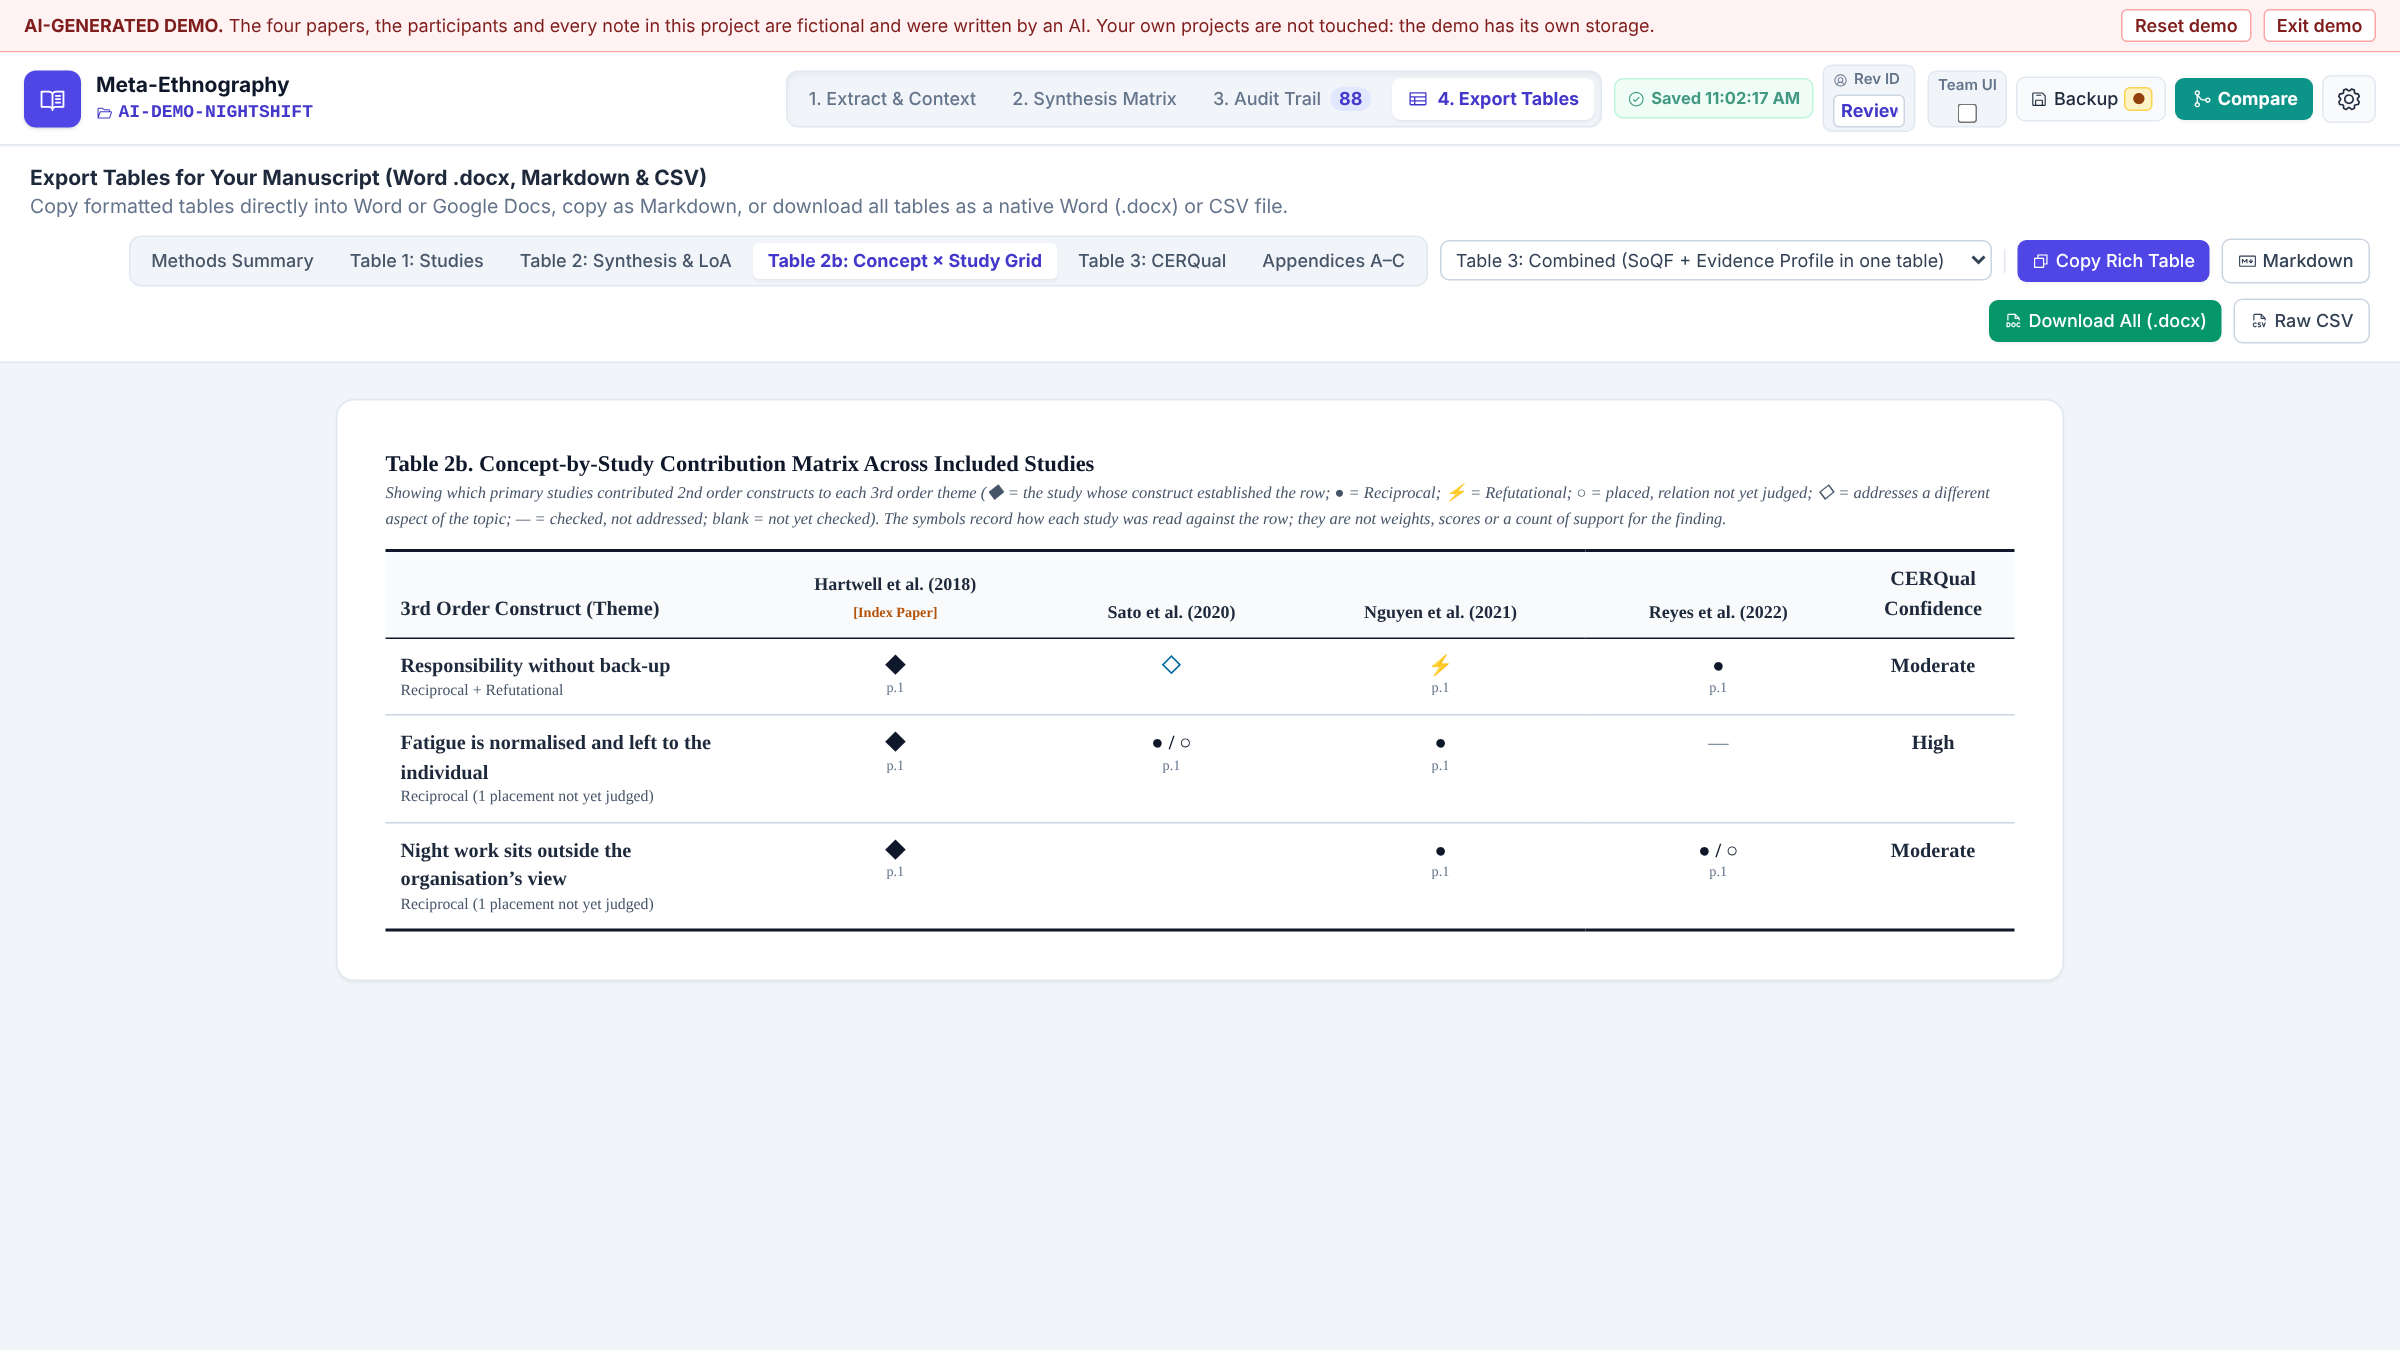 AI-GENERATED DEMO. The four papers, the participants and every note in this project are fictional and were written by an AI. Your own projects are not touched: the demo has its own storage.
Reset demo
Exit demo
Meta-Ethnography
AI-DEMO-NIGHTSHIFT
1. Extract & Context
2. Synthesis Matrix
3. Audit Trail 88
4. Export Tables
Saved 11:02:17 AM
Rev ID
Review
Team UI
Backup
Compare
Export Tables for Your Manuscript (Word .docx, Markdown & CSV)
Copy formatted tables directly into Word or Google Docs, copy as Markdown, or download all tables as a native Word (.docx) or CSV file.
Methods Summary
Table 1: Studies
Table 2: Synthesis & LoA
Table 2b: Concept × Study Grid
Table 3: CERQual
Appendices A–C
Table 3: Combined (SoQF + Evidence Profile in one table)
Copy Rich Table
Markdown
Download All (.docx)
Raw CSV
Table 2b. Concept-by-Study Contribution Matrix Across Included Studies
Showing which primary studies contributed 2nd order constructs to each 3rd order theme (◆ = the study whose construct established the row; ● = Reciprocal; ⚡ = Refutational; ○ = placed, relation not yet judged; ◇ = addresses a different
aspect of the topic; — = checked, not addressed; blank = not yet checked). The symbols record how each study was read against the row; they are not weights, scores or a count of support for the finding.
3rd Order Construct (Theme)
Hartwell et al. (2018)
[Index Paper]
Sato et al. (2020)
Nguyen et al. (2021)
Reyes et al. (2022)
CERQual
Confidence
Responsibility without back-up
Reciprocal + Refutational
◆
p.1
◇
⚡
p.1
●
p.1
Moderate
Fatigue is normalised and left to the
individual
Reciprocal (1 placement not yet judged)
◆
p.1
● / ○
p.1
●
p.1
—
High
Night work sits outside the
organisation’s view
Reciprocal (1 placement not yet judged)
◆
p.1
●
p.1
● / ○
p.1
Moderate